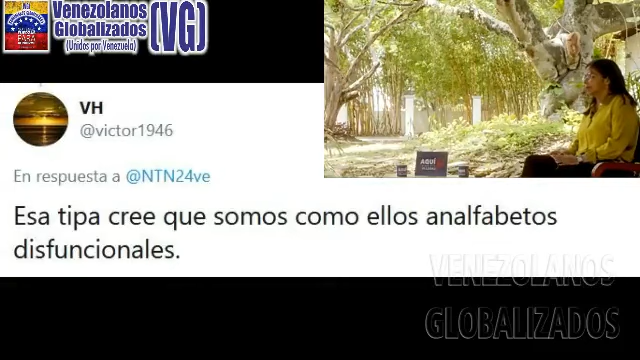 Venezolanos
Globalizados
(Unidos por Venezuela)
(VG)
VH
@victor1946
En respuesta a @NTN24ve
Esa tipa cree que somos como ellos analfabetos
disfuncionales.
AQUÍ
VENEZOLANOS
GLOBALIZADOS